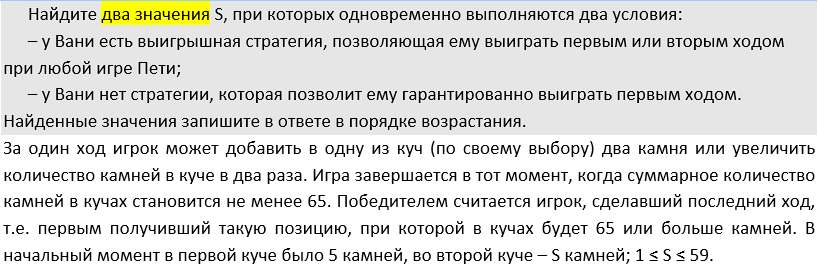 Найдите два значения S, при которых одновременно выполняются два условия:
– у Вани есть выигрышная стратегия, позволяющая ему выиграть первым или вторым ходом
при любой игре Пети;
– у Вани нет стратегии, которая позволит ему гарантированно выиграть первым ходом.
Найденные значения запишите в ответе в порядке возрастания.
За один ход игрок может добавить в одну из куч (по своему выбору) два камня или увеличить
количество камней в куче в два раза. Игра завершается в тот момент, когда суммарное количество
камней в кучах становится не менее 65. Победителем считается игрок, сделавший последний ход,
т.е. первым получивший такую позицию, при которой в кучах будет 65 или больше камней. В
начальный момент в первой куче было 5 камней, во второй куче – S камней; 1 ≤ S ≤ 59.